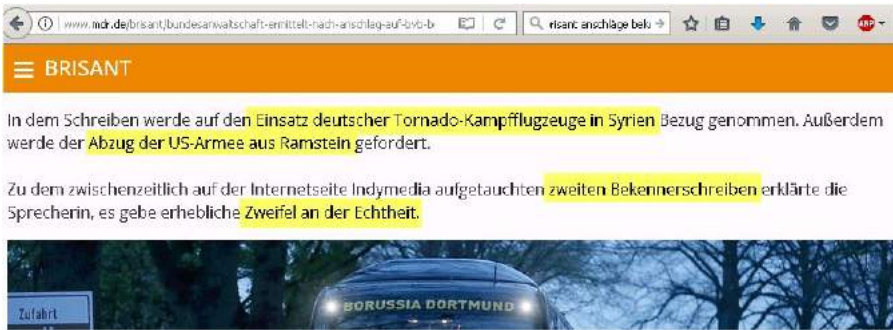 www.mdr.de/brisant/bundesanwaltschaft-ermittelt-nach-anschlag-auf-bvb-b
risant anschläge bek
ABP
BRISANT
In dem Schreiben werde auf den Einsatz deutscher Tornado-Kampfflugzeuge in Syrien Bezug genommen. Außerdem
werde der Abzug der US-Armee aus Ramstein gefordert.
Zu dem zwischenzeitlich auf der Internetseite Indymedia aufgetauchten zweiten Bekennerschreiben erklärte die
Sprecherin, es gebe erhebliche Zweifel an der Echtheit.
BORUSSIA DORTMUND
Zufahrt